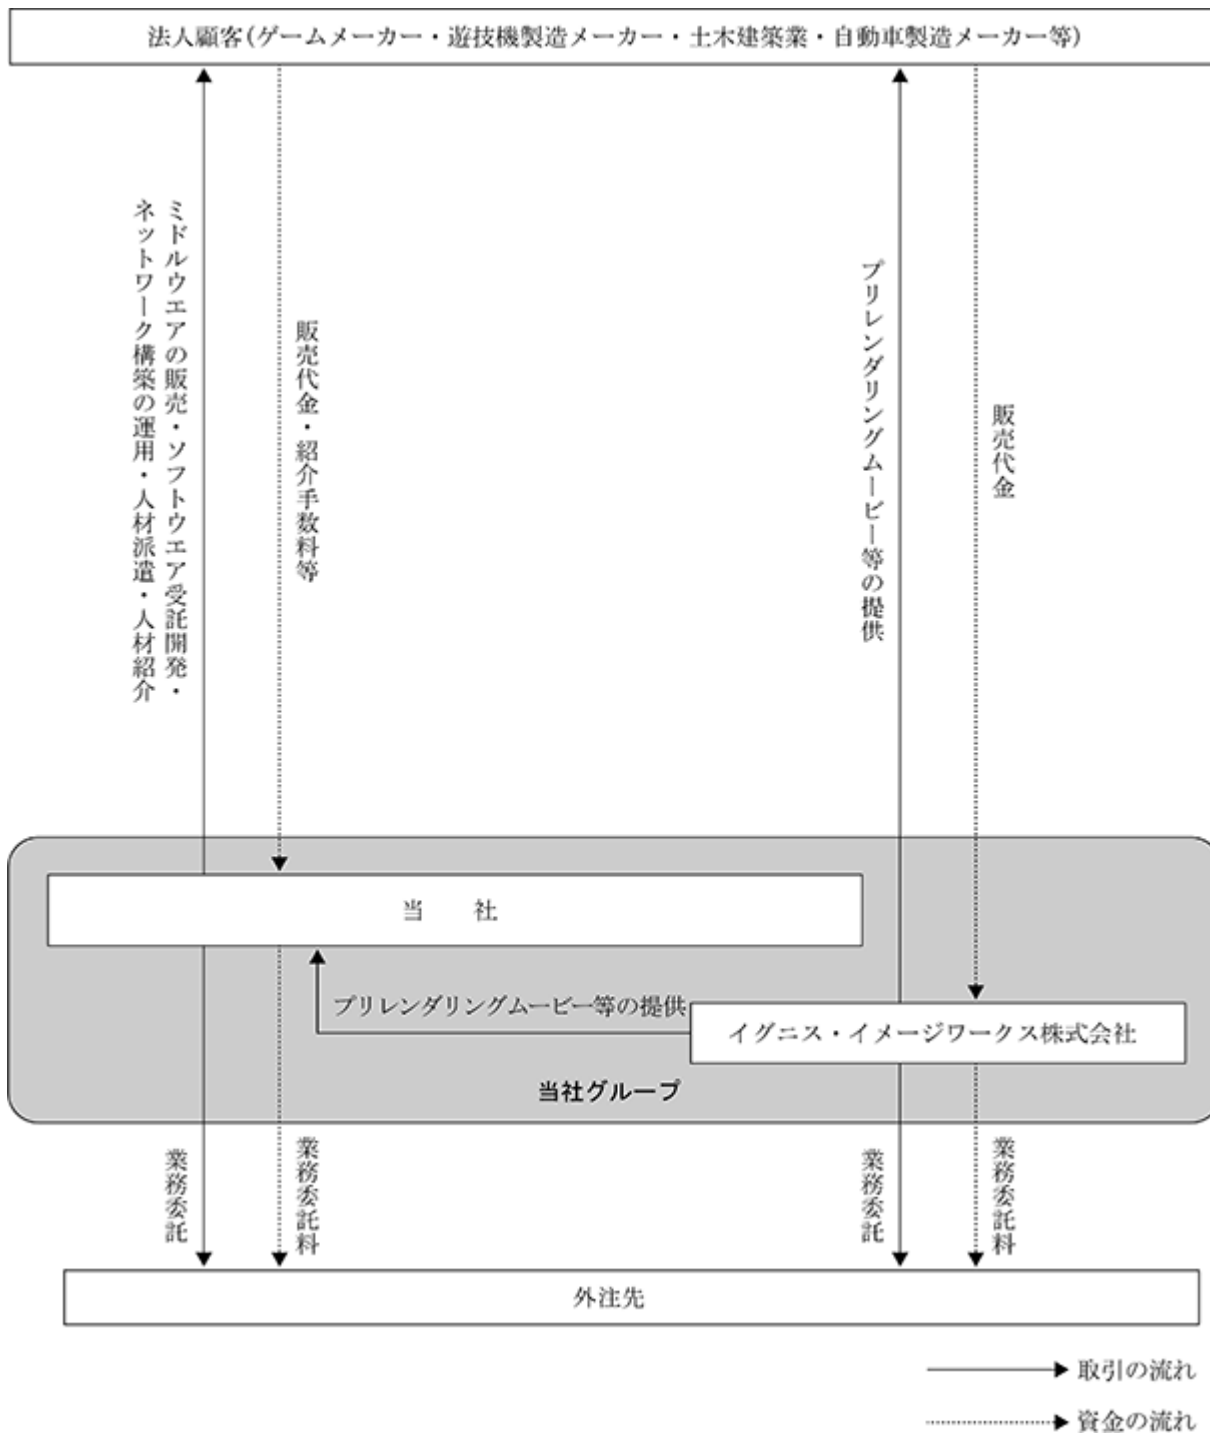 法人顧客(ゲームメーカー・遊技機製造メーカー・土木建築業・自動車製造メーカー等)
ミドルウエアの販売・ソフトウエア受託開発・
ネットワーク構築の運用・人材派遣・人材紹介
販売代金・紹介手数料等
プリレンダリングムービー等の提供
販売代金
当　　社
プリレンダリングムービー等の提供
イグニス・イメージワークス株式会社
当社グループ
業務委託
業務委託料
業務委託
業務委託料
外注先
取引の流れ
資金の流れ